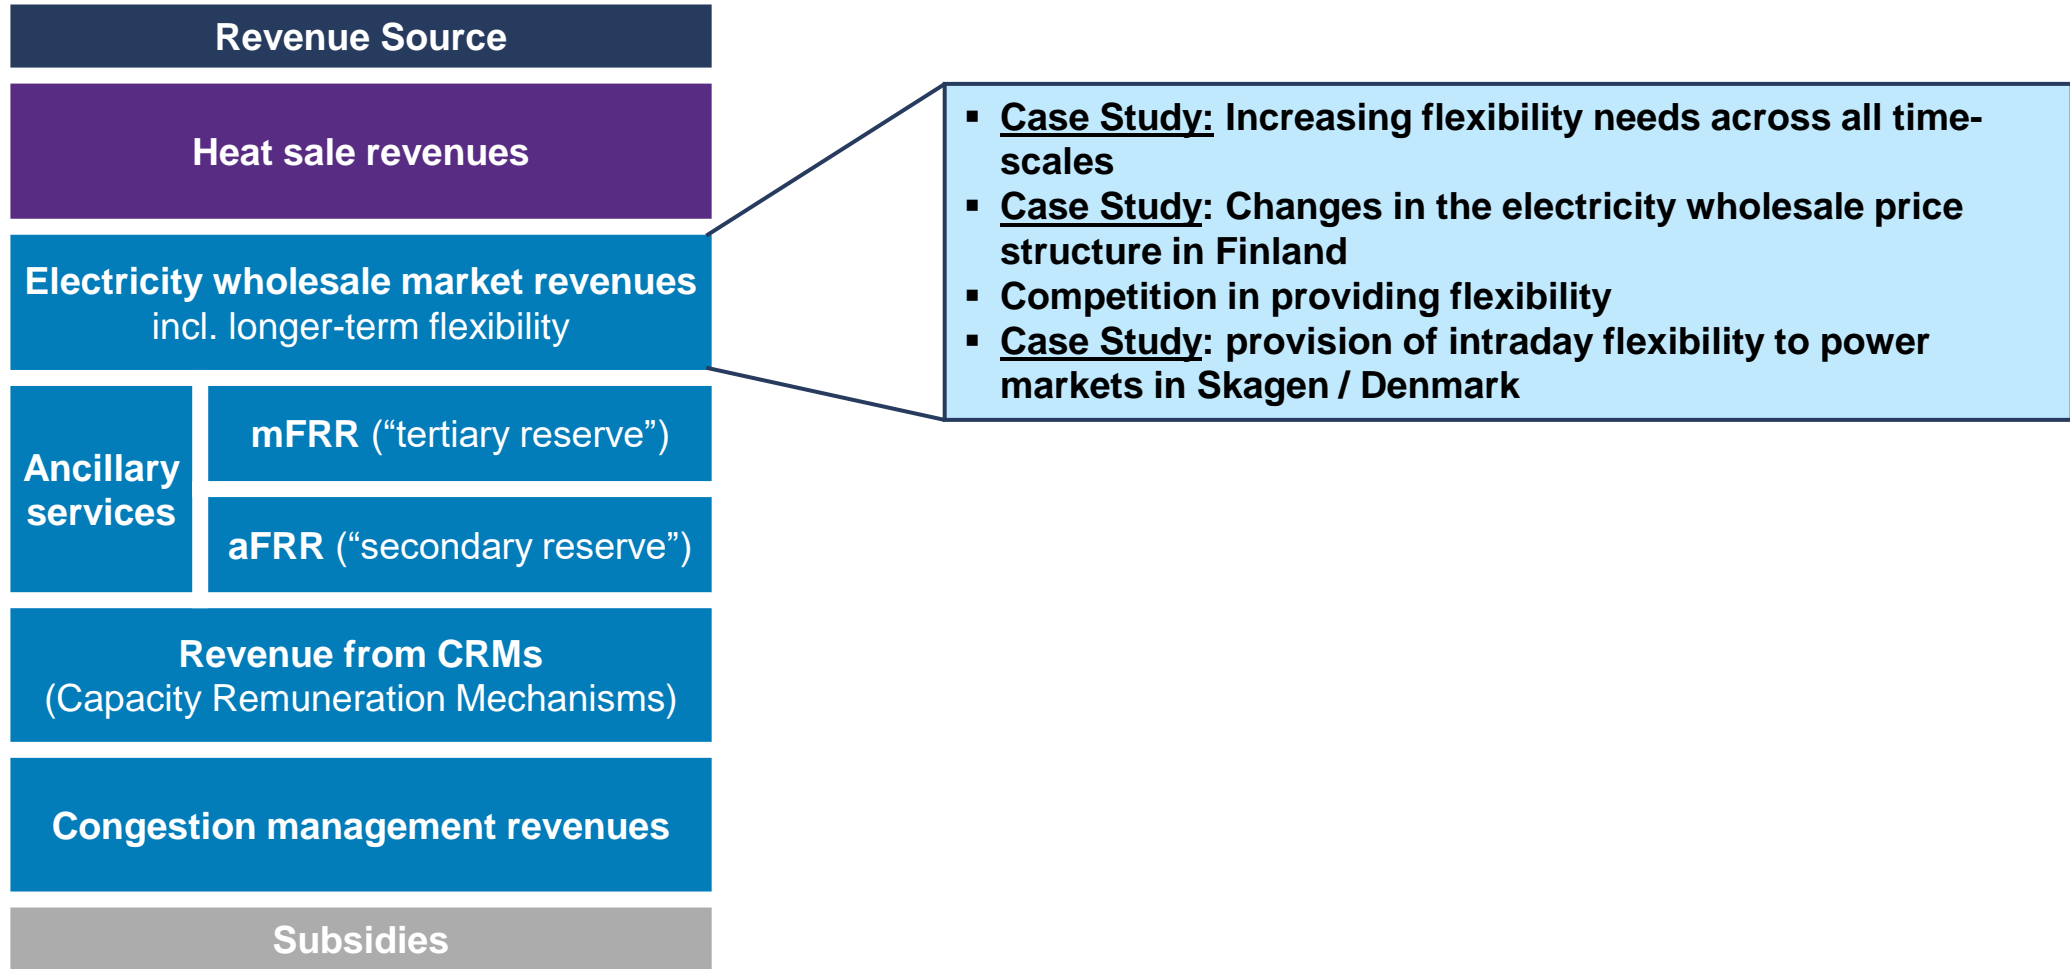 Revenue Source
Heat sale revenues
Electricity wholesale market revenues
incl. longer-term flexibility
Ancillary
services
mFRR (“tertiary reserve”)
aFRR (“secondary reserve”)
Revenue from CRMs
(Capacity Remuneration Mechanisms)
Congestion management revenues
Subsidies
▪ Case Study: Increasing flexibility needs across all time-
scales
▪ Case Study: Changes in the electricity wholesale price
structure in Finland
▪ Competition in providing flexibility
▪ Case Study: provision of intraday flexibility to power
markets in Skagen / Denmark